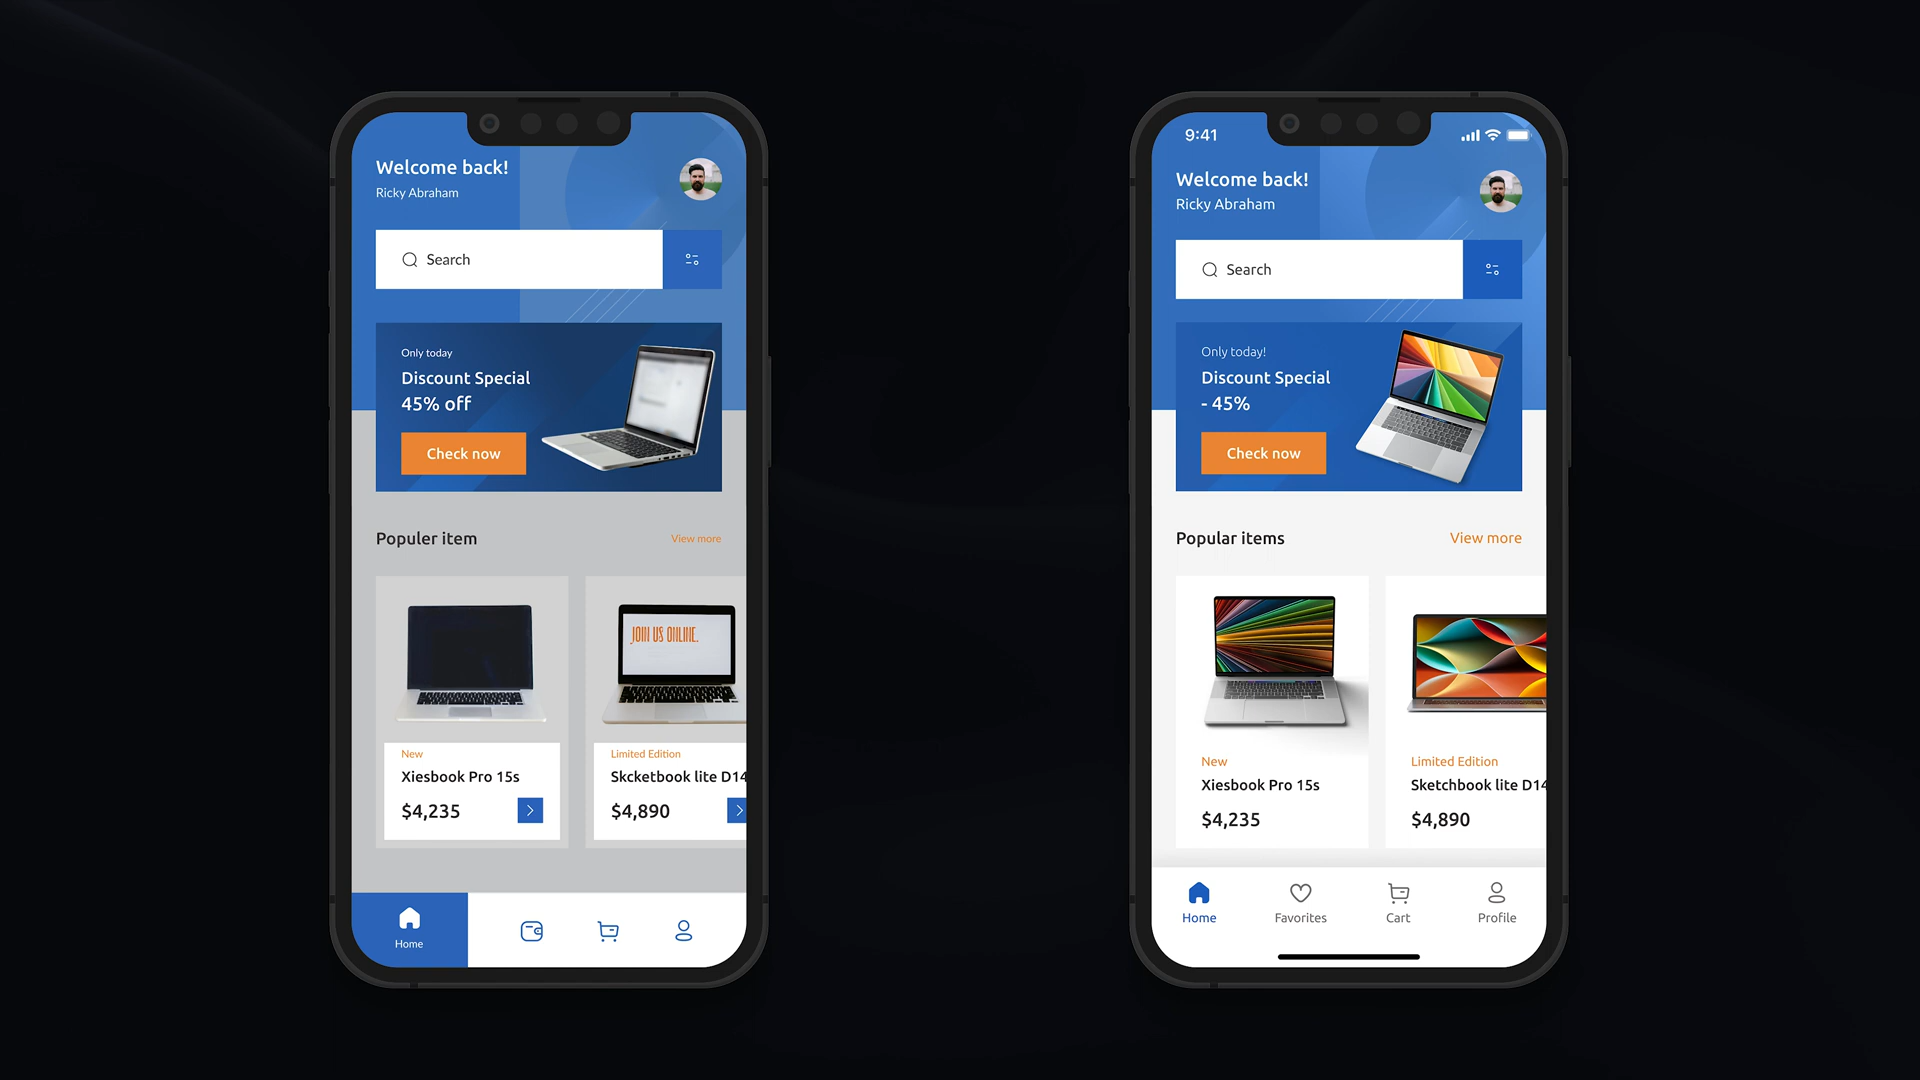 Welcome back!
Ricky Abraham
Search
Only today
Discount Special
45% off
Check now
Populer item
View more
JOIN US ONLINE.
New
Xiesbook Pro 15s
$4,235
Limited Edition
Skcketbook lite D14
$4,890
Home
9:41
Welcome back!
Ricky Abraham
Search
Only today!
Discount Special
- 45%
Check now
Popular items
View more
New
Xiesbook Pro 15s
$4,235
Limited Edition
Sketchbook lite D14
$4,890
Home
Favorites
Cart
Profile